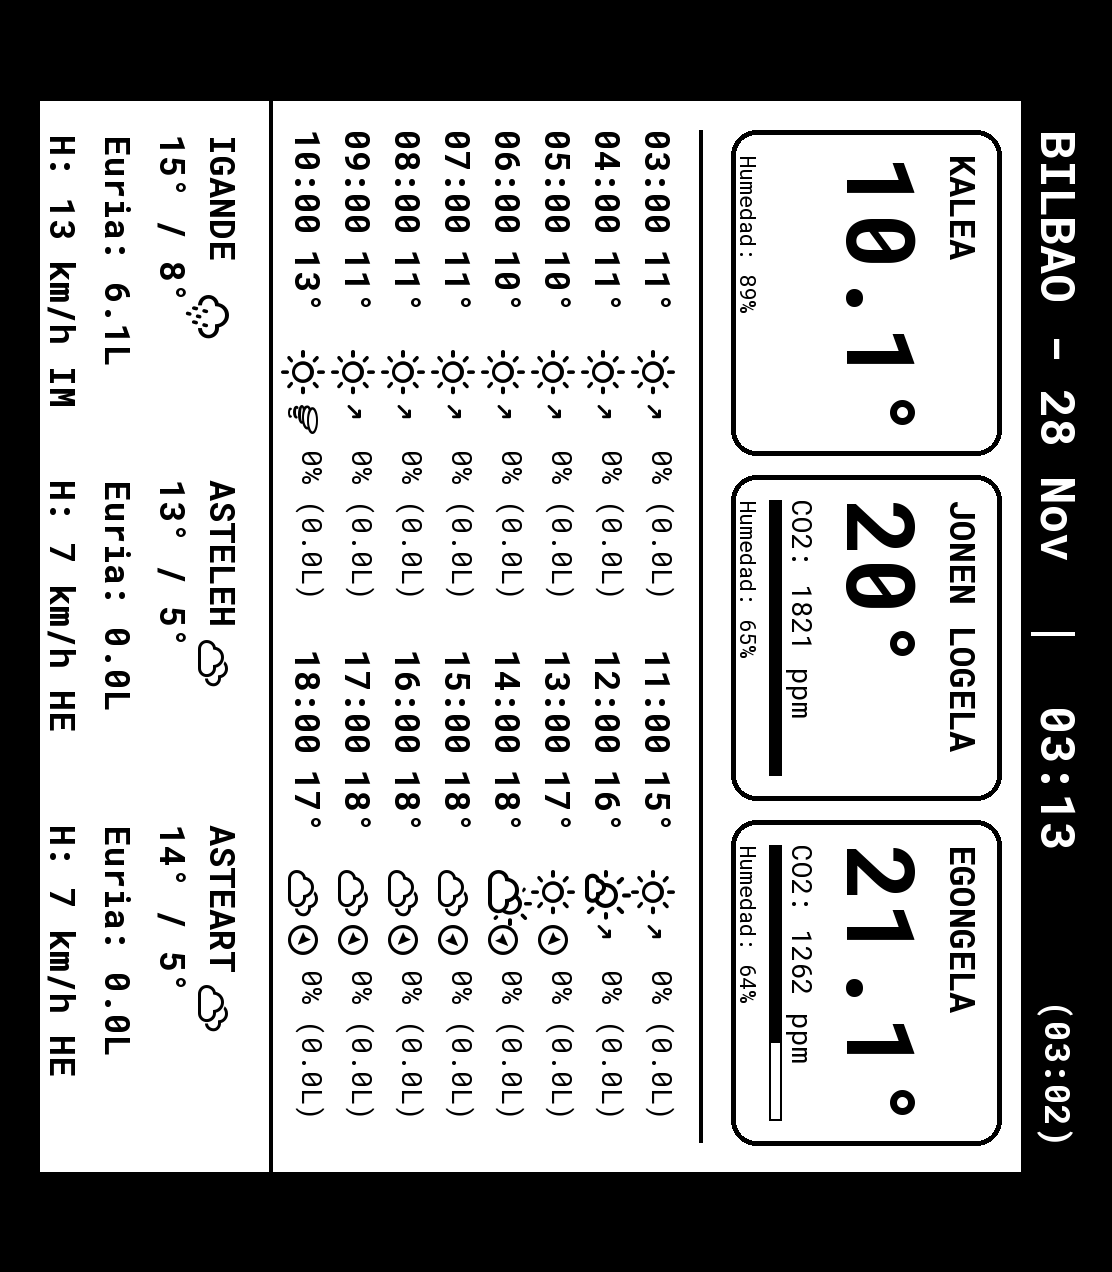 BILBAO - 28 Nov | 03:13 (03:02)
KALEA
10.1°
Humedad: 89%
JONEN LOGELA
20°
CO2: 1821 ppm
Humedad: 65%
EGONGELA
21.1°
CO2: 1262 ppm
Humedad: 64%
03:00 11° ↗ 0% (0.0L)
04:00 11° ↗ 0% (0.0L)
05:00 10° ↗ 0% (0.0L)
06:00 10° ↗ 0% (0.0L)
07:00 11° ↗ 0% (0.0L)
08:00 11° ↗ 0% (0.0L)
09:00 11° ↗ 0% (0.0L)
10:00 13° 0% (0.0L)
11:00 15° ↗ 0% (0.0L)
12:00 16° ↗ 0% (0.0L)
13:00 17° 0% (0.0L)
14:00 18° 0% (0.0L)
15:00 18° 0% (0.0L)
16:00 18° 0% (0.0L)
17:00 18° 0% (0.0L)
18:00 17° 0% (0.0L)
IGANDE
15° / 8°
Euria: 6.1L
H: 13 km/h IM
ASTELEH
13° / 5°
Euria: 0.0L
H: 7 km/h HE
ASTEART
14° / 5°
Euria: 0.0L
H: 7 km/h HE